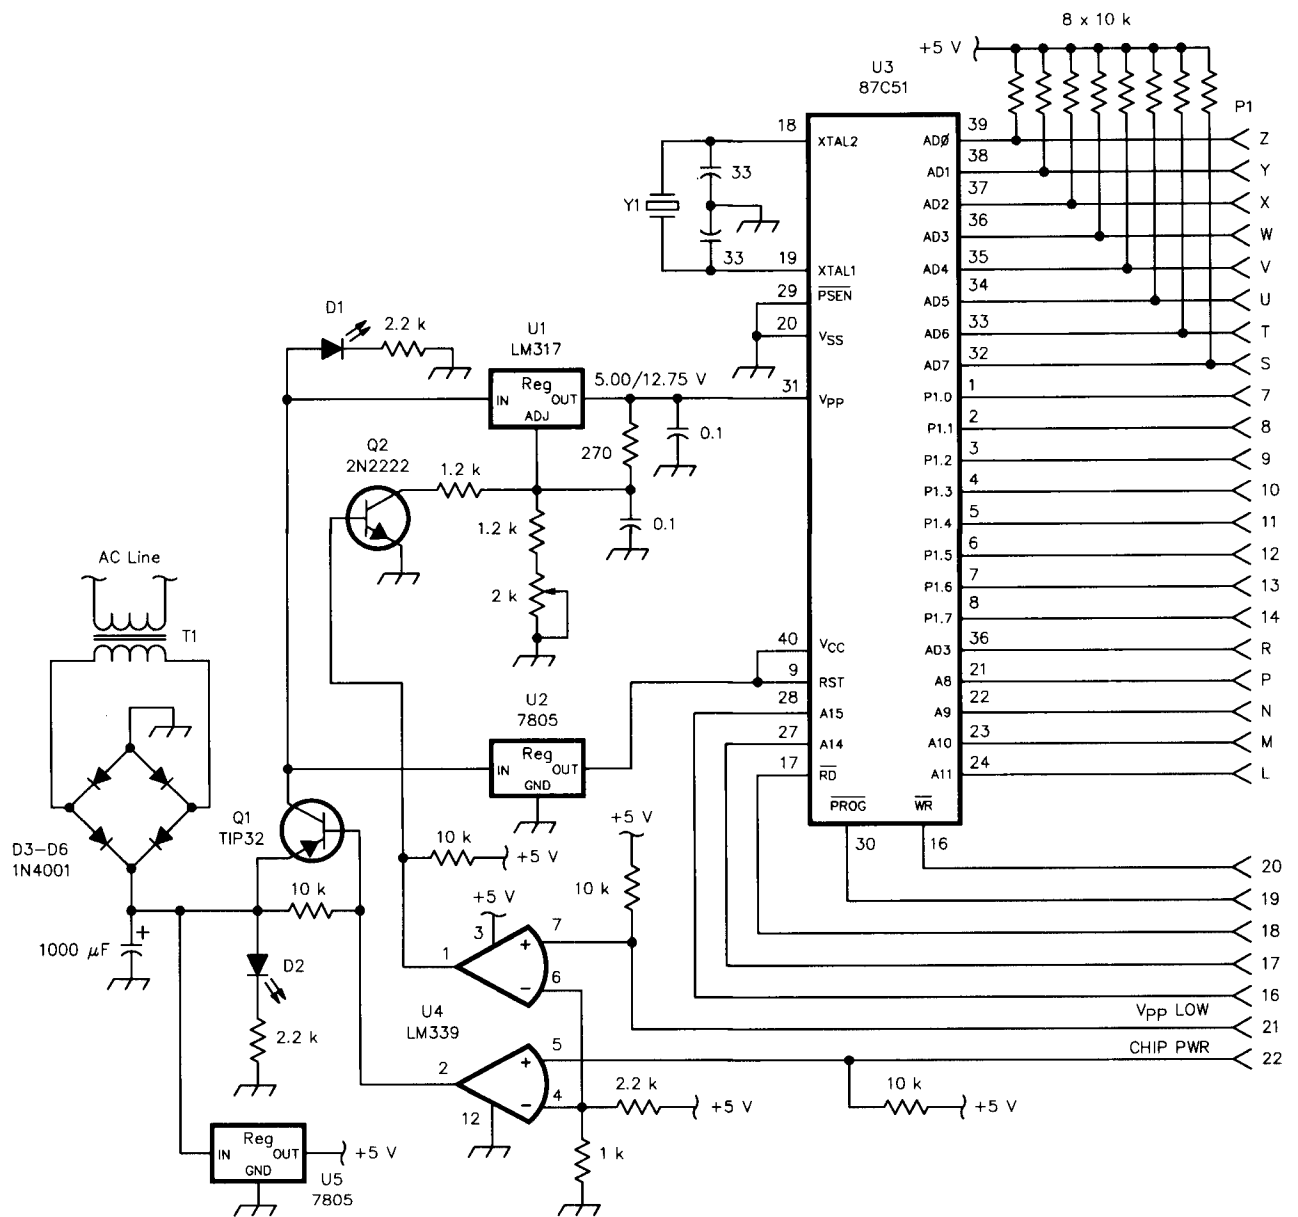 8 x 10 k
+5 V
U3
87C51
P1
18
XTAL2
ADØ
39
Z
38
AD1
Y
33
37
Y1
AD2
X
36
AD3
W
33
19
XTAL1
35
AD4
V
29
PSEN
34
AD5
U
D1
2.2 k
U1
LM317
20
VSS
33
AD6
T
32
AD7
S
Reg
IN
OUT
ADJ
5.00/12.75 V
31
VPP
1
P1.0
7
2
P1.1
8
0.1
270
Q2
2N2222
1.2 k
3
P1.2
9
4
P1.3
10
0.1
1.2 k
5
P1.4
11
AC Line
6
P1.5
12
2 k
7
P1.6
13
8
P1.7
14
T1
40
VCC
36
AD3
R
9
RST
21
A8
P
U2
7805
28
A15
22
A9
N
Reg
IN
OUT
GND
27
A14
23
A10
M
17
RD
24
A11
L
PROG
WR
Q1
TIP32
+5 V
30
16
D3-D6
1N4001
10 k
+5 V
20
10 k
+5 V
10 k
19
3
7
+
18
1000 µF
+
1
D2
6
-
17
U4
LM339
16
VPP LOW
21
2.2 k
5
+
CHIP PWR
22
2
4
-
2.2 k
+5 V
10 k
+5 V
12
Reg
IN
OUT
GND
+5 V
U5
7805
1 k